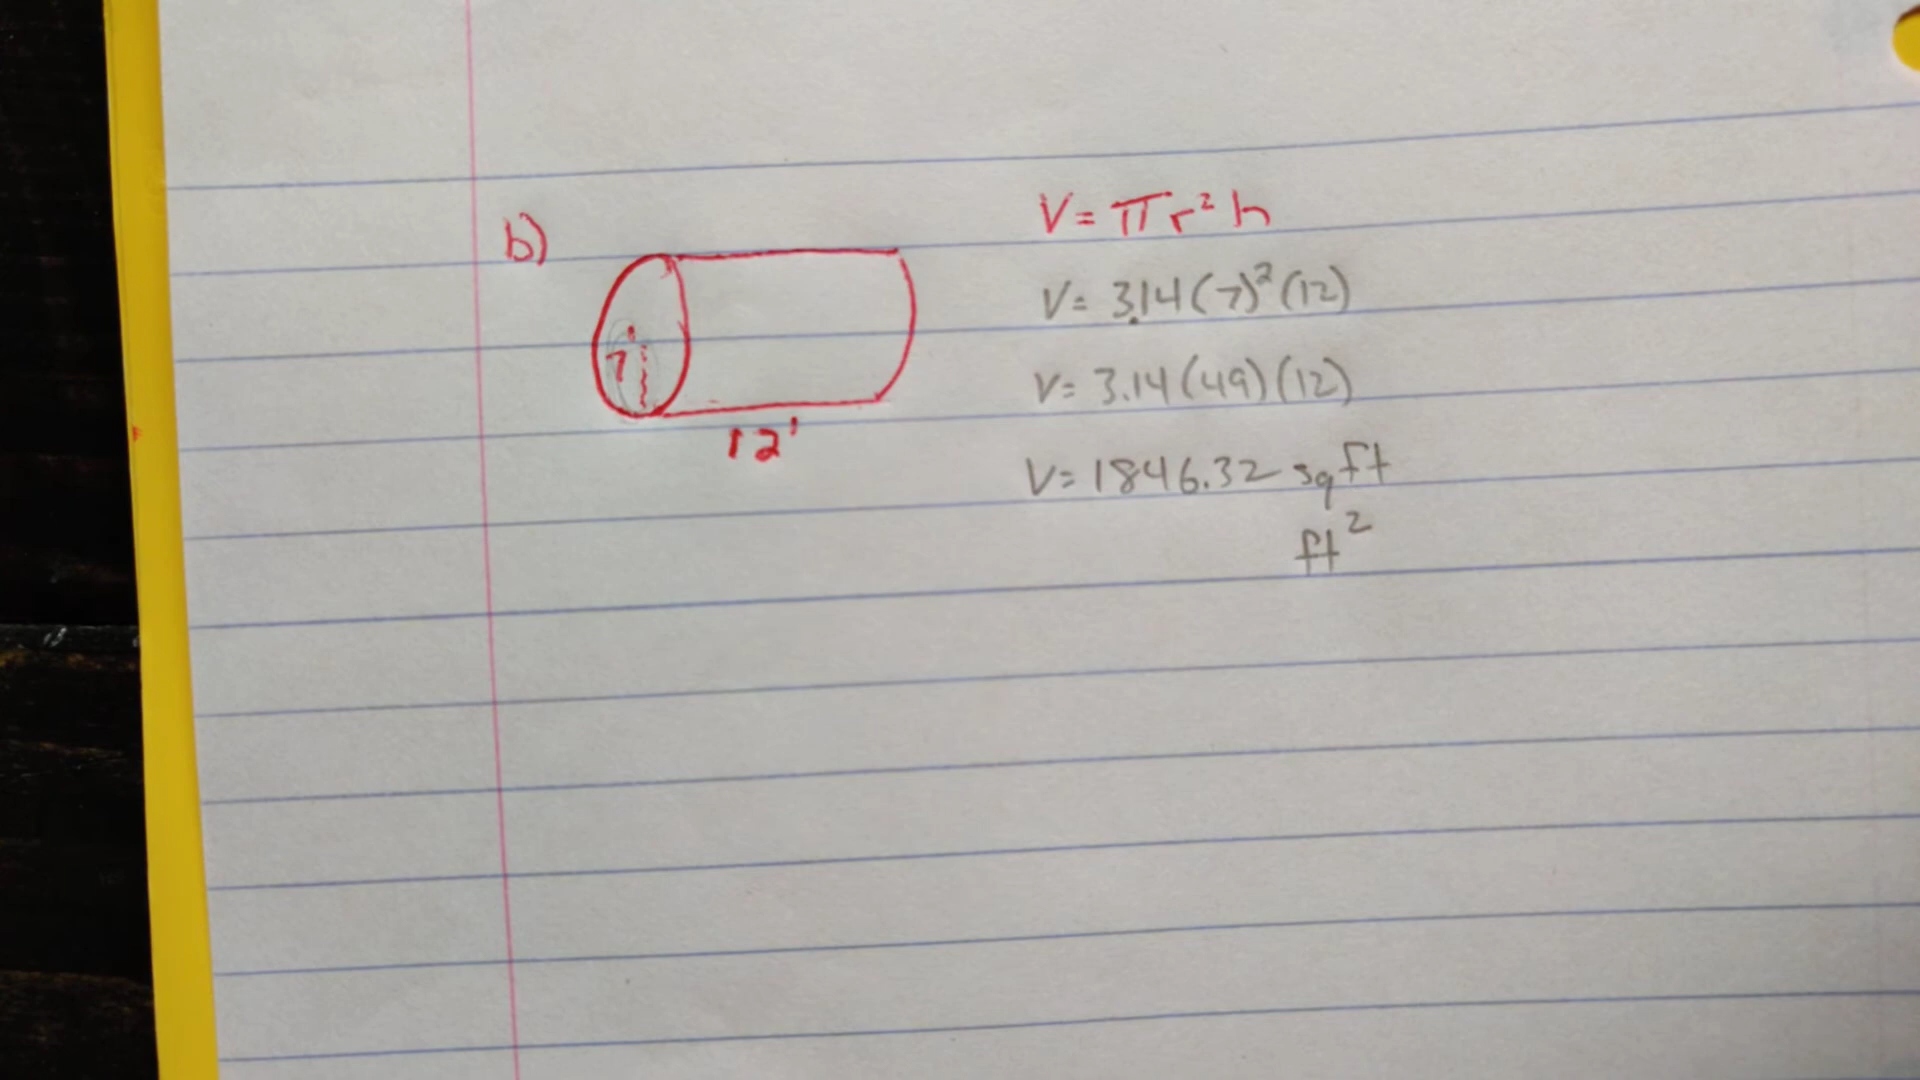 b)
7'
12'
V = πr²h
V = 3.14(7)²(12)
V = 3.14(49)(12)
V = 1846.32 sq ft
ft²